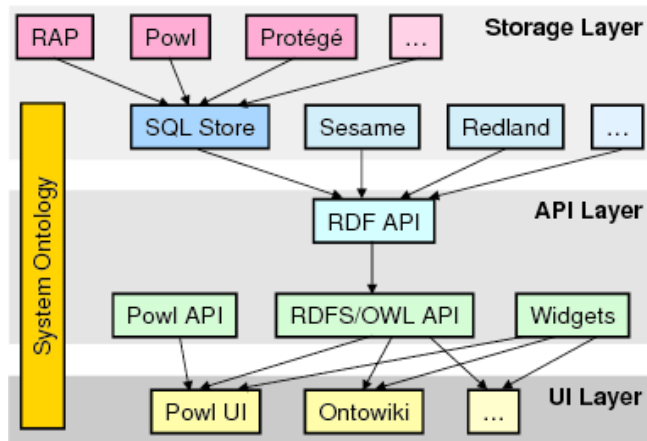 RAP
Powl
Protégé
...
Storage Layer
SQL Store
Sesame
Redland
...
System Ontology
RDF API
API Layer
Powl API
RDFS/OWL API
Widgets
Powl UI
Ontowiki
...
UI Layer